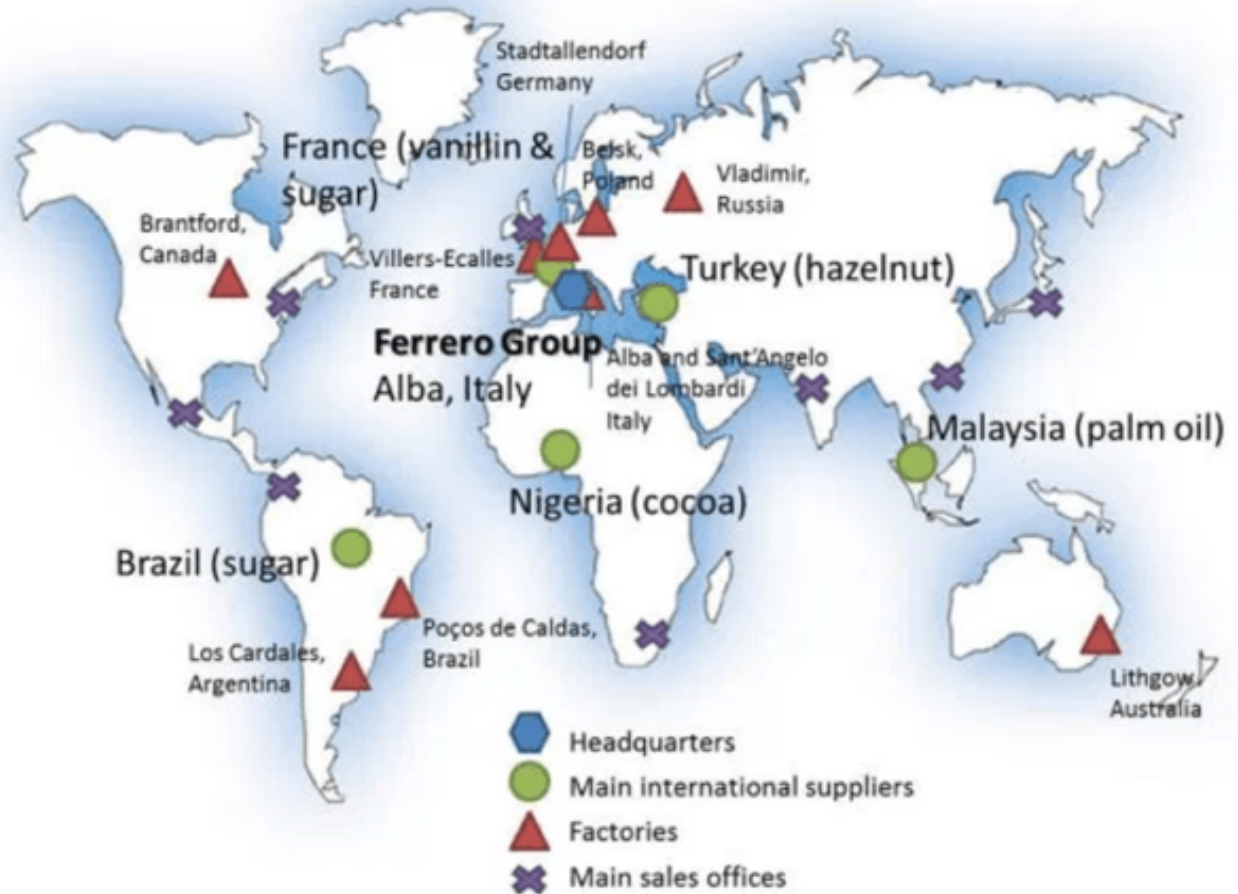 Stadtallendorf
Germany
France (vanillin &
sugar)
Belsk,
Poland
Vladimir,
Russia
Brantford,
Canada
Villers-Ecalles
France
Turkey (hazelnut)
Ferrero Group
Alba, Italy
Alba and Sant'Angelo
dei Lombardi
Italy
Malaysia (palm oil)
Nigeria (cocoa)
Brazil (sugar)
Poços de Caldas,
Brazil
Los Cardales,
Argentina
Lithgow,
Australia
Headquarters
Main international suppliers
Factories
Main sales offices